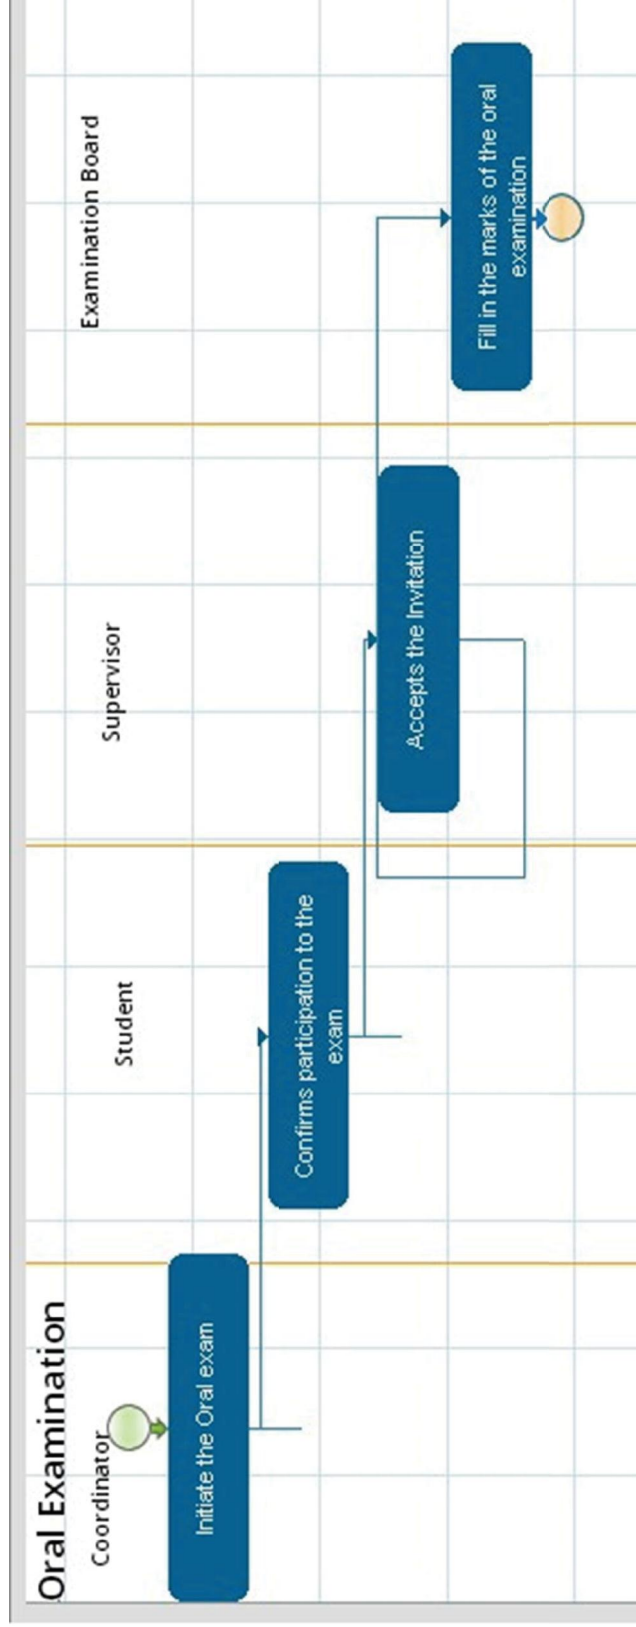 Oral Examination
Coordinator
Student
Supervisor
Examination Board
Initiate the Oral exam
Confirms participation to the
exam
Accepts the Invitation
Fill in the marks of the oral
examination